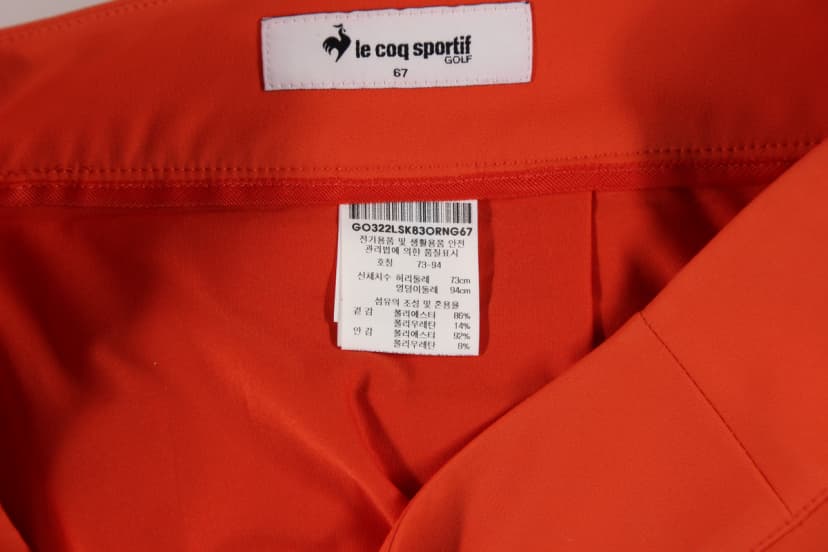 le coq sportif
GOLF
67
GO322LSK83ORNG67
전기용품 및 생활용품 안전
관리법에 의한 품질표시
호칭 73-94
신체치수 허리둘레 73cm
엉덩이둘레 94cm
섬유의 조성 및 혼용율
겉감 폴리에스터 86%
폴리우레탄 14%
안감 폴리에스터 92%
폴리우레탄 8%